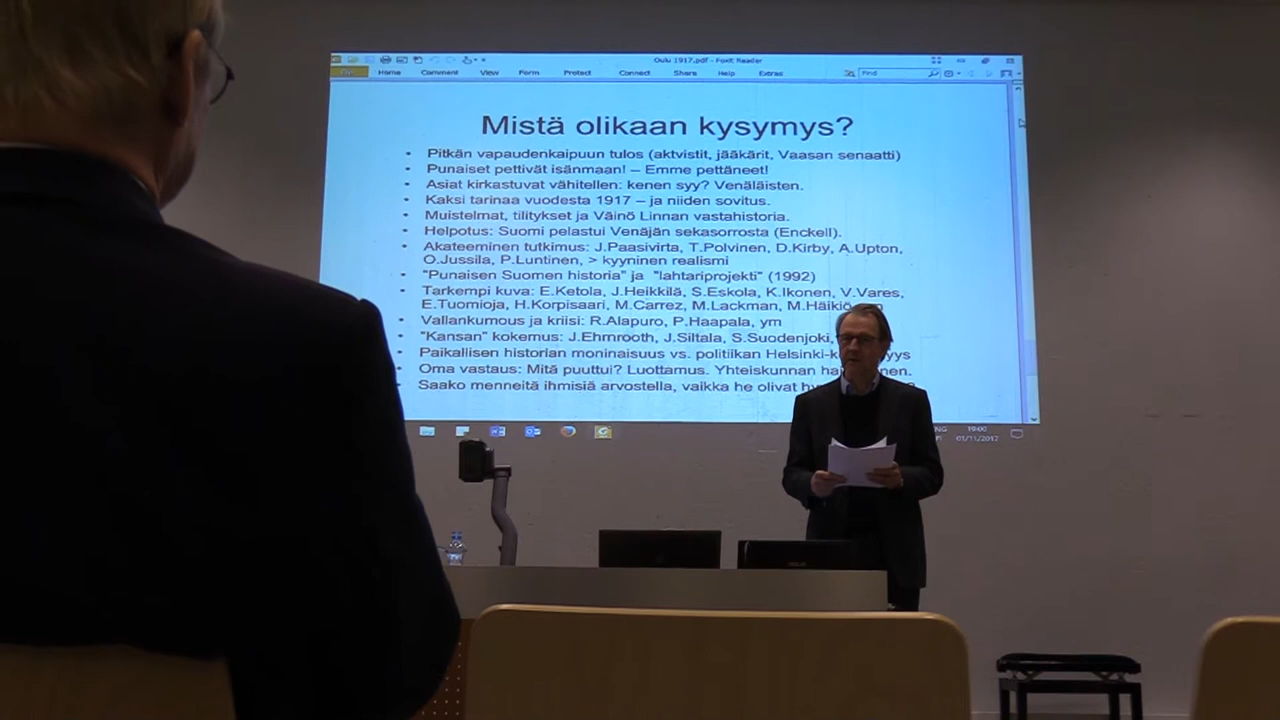 Oulu 1917.pdf - Foxit Reader
File Home Comment View Form Protect Connect Share Help Extras Find
Mistä olikaan kysymys?
• Pitkän vapaudenkaipuun tulos (aktvistit, jääkärit, Vaasan senaatti)
• Punaiset pettivät isänmaan! – Emme pettäneet!
• Asiat kirkastuvat vähitellen: kenen syy? Venäläisten.
• Kaksi tarinaa vuodesta 1917 – ja niiden sovitus.
• Muistelmat, tilitykset ja Väinö Linnan vastahistoria.
• Helpotus: Suomi pelastui Venäjän sekasorrosta (Enckell).
• Akateeminen tutkimus: J.Paasivirta, T.Polvinen, D.Kirby, A.Upton,
O.Jussila, P.Luntinen, > kyyninen realismi
• "Punaisen Suomen historia" ja "lahtariprojekti" (1992)
• Tarkempi kuva: E.Ketola, J.Heikkilä, S.Eskola, K.Ikonen, V.Vares,
E.Tuomioja, H.Korpisaari, M.Carrez, M.Lackman, M.Häikiö
• Vallankumous ja kriisi: R.Alapuro, P.Haapala, ym
• "Kansan" kokemus: J.Ehrnrooth, J.Siltala, S.Suodenjoki,
• Paikallisen historian moninaisuus vs. politiikan
• Oma vastaus: Mitä puuttui? Luottamus. Yhteiskunnan
• Saako menneitä ihmisiä arvostella, vaikka he olivat
19:00
01/11/2017